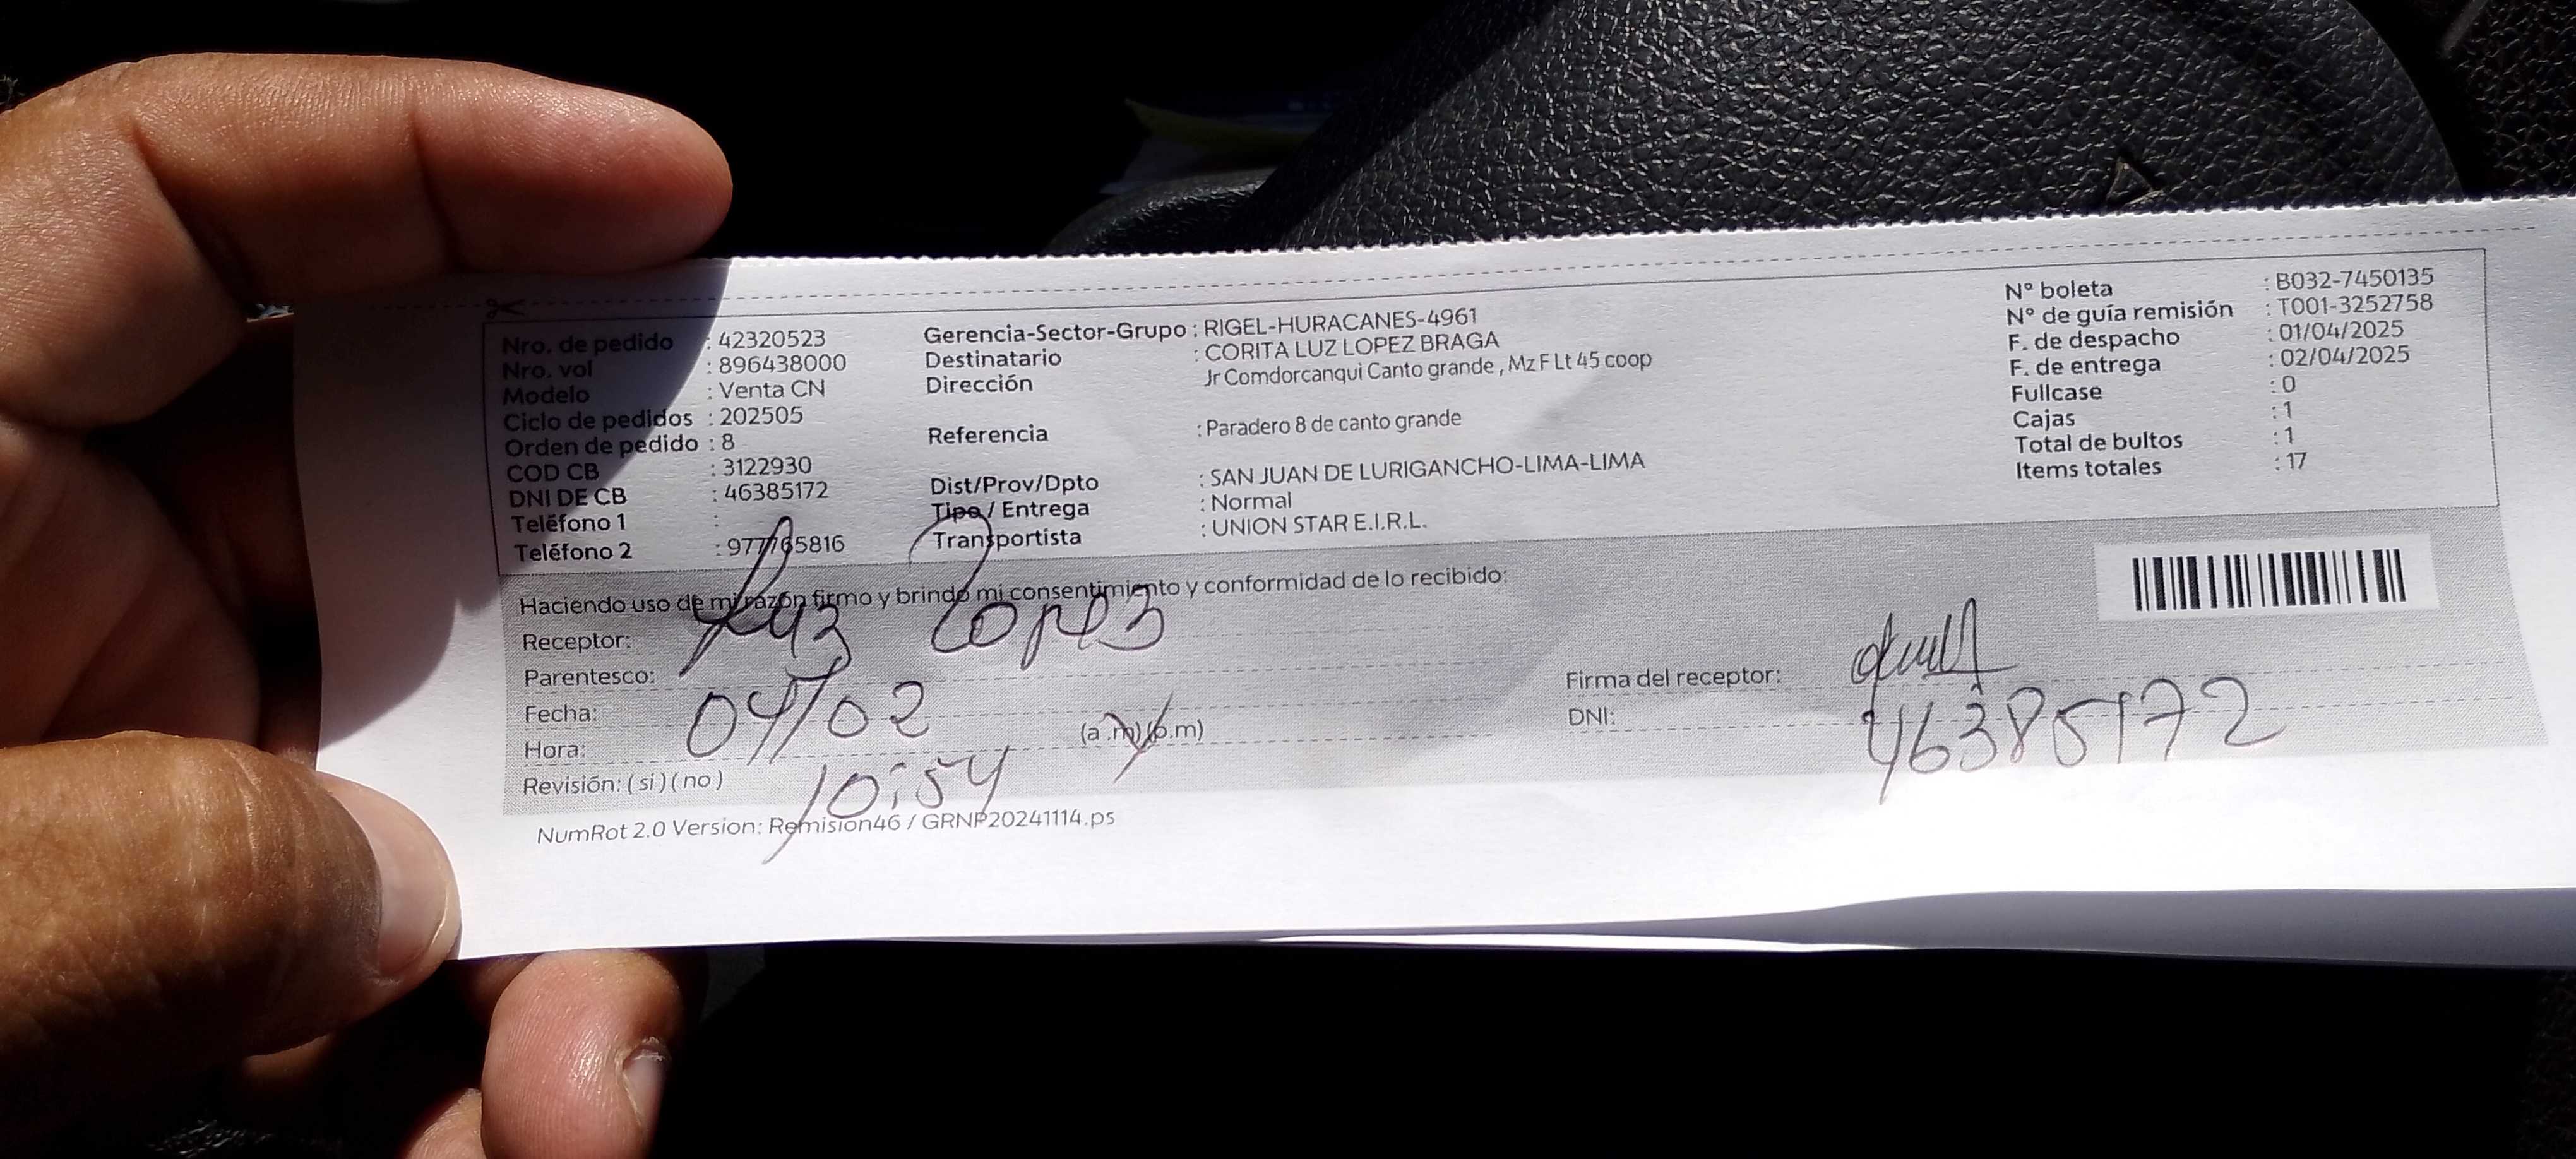 Nro. de pedido : 42320523
Nro. vol : 896438000
Modelo : Venta CN
Ciclo de pedidos : 202505
Orden de pedido : 8
COD CB : 3122930
DNI DE CB : 46385172
Teléfono 1 :
Teléfono 2 : 977765816
Gerencia-Sector-Grupo : RIGEL-HURACANES-4961
Destinatario : CORITA LUZ LOPEZ BRAGA
Dirección Jr Comdorcanqui Canto grande , Mz F Lt 45 coop
Referencia : Paradero 8 de canto grande
Dist/Prov/Dpto : SAN JUAN DE LURIGANCHO-LIMA-LIMA
Tipo / Entrega : Normal
Transportista : UNION STAR E.I.R.L.
N° boleta : B032-7450135
N° de guía remisión : T001-3252758
F. de despacho : 01/04/2025
F. de entrega : 02/04/2025
Fullcase : 0
Cajas : 1
Total de bultos : 1
Items totales : 17
Haciendo uso de mi razón firmo y brindo mi consentimiento y conformidad de lo recibido:
Receptor: Luz Lopez
Parentesco:
Fecha: 04/02
Hora: 10:54 (a.m) (p.m)
Revisión: ( si ) ( no )
Firma del receptor:
DNI: 46385172
NumRot 2.0 Version: Remision46 / GRNP20241114.ps